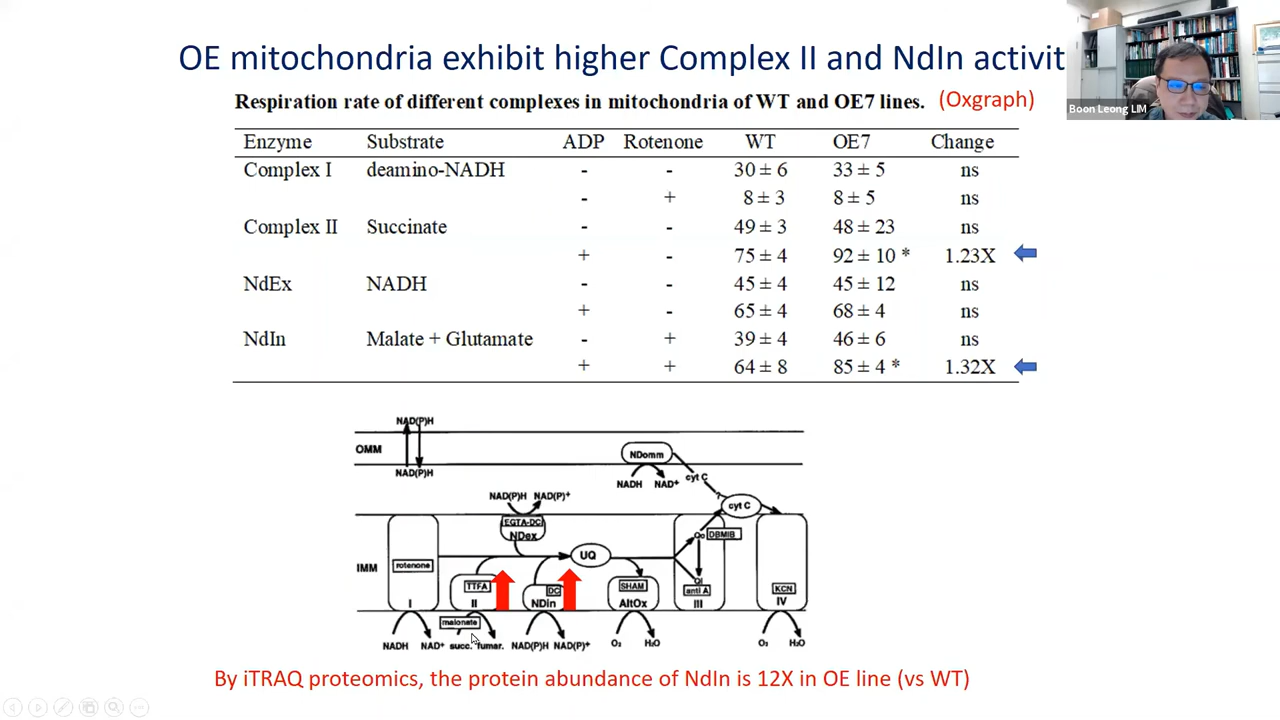 OE mitochondria exhibit higher Complex II and NdIn activit
Boon Leong LIM
Respiration rate of different complexes in mitochondria of WT and OE7 lines. (Oxgraph)
Enzyme Substrate ADP Rotenone WT OE7 Change
Complex I deamino-NADH - - 30 ± 6 33 ± 5 ns
- + 8 ± 3 8 ± 5 ns
Complex II Succinate - - 49 ± 3 48 ± 23 ns
+ - 75 ± 4 92 ± 10 * 1.23X
NdEx NADH - - 45 ± 4 45 ± 12 ns
+ - 65 ± 4 68 ± 4 ns
NdIn Malate + Glutamate - + 39 ± 4 46 ± 6 ns
+ + 64 ± 8 85 ± 4 * 1.32X
NAD(P)H
OMM NDomm
NAD(P)H NADH NAD+ cyt C
NAD(P)H NAD(P)+ ? cyt C
EGTA-DC
NDex Qo DBMIB
UQ
IMM rotenone
TTFA DC SHAM Qi anti A KCN
I II NDin AltOx III IV
malonate
NADH NAD+ succ. fumar. NAD(P)H NAD(P)+ O₂ H₂O O₂ H₂O
By iTRAQ proteomics, the protein abundance of NdIn is 12X in OE line (vs WT)